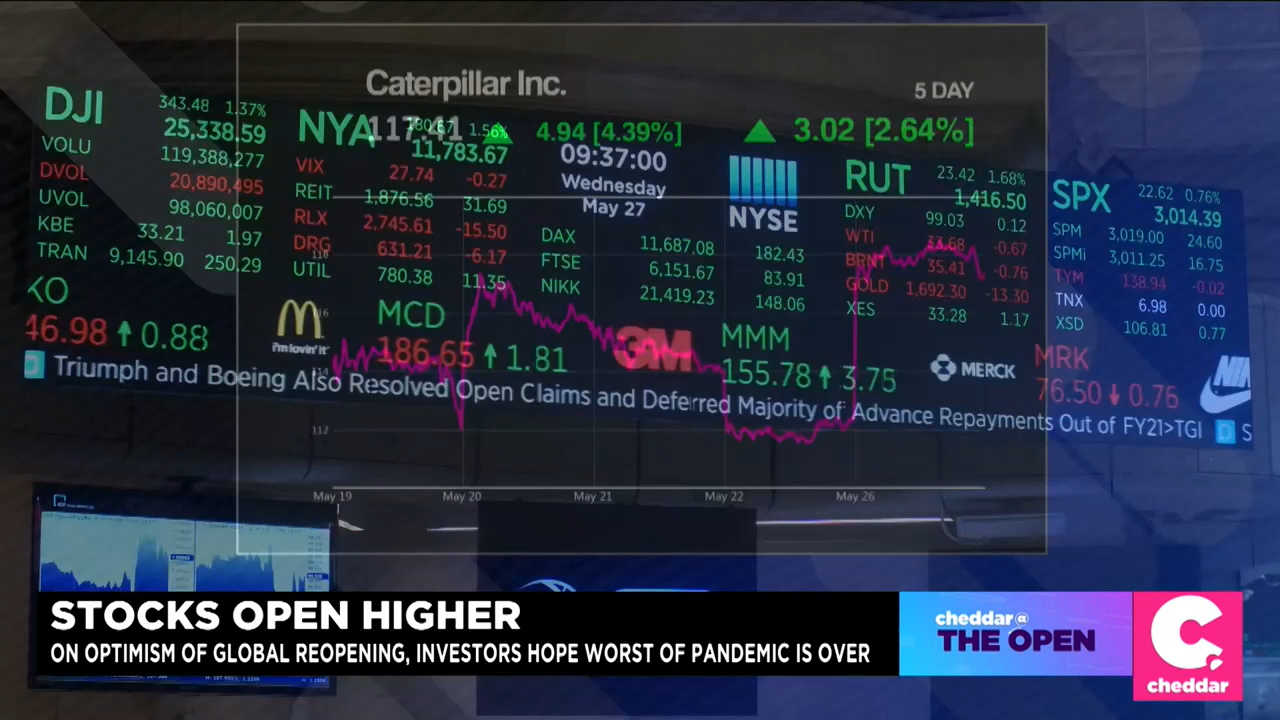 Caterpillar Inc.
5 DAY
117.41 4.94 [4.39%] 3.02 [2.64%]
DJI 343.48 1.37%
25,338.59
VOLU 119,388,277
DVOL 20,890,495
UVOL 98,060,007
KBE 33.21 1.97
TRAN 9,145.90 250.29
NYA 180.67 1.56%
11,783.67
VIX 27.74 -0.27
REIT 1,876.56 31.69
RLX 2,745.61 -15.50
DRG 631.21 -6.17
UTIL 780.38 11.35
09:37:00
Wednesday
May 27
DAX 11,687.08 182.43
FTSE 6,151.67 83.91
NIKK 21,419.23 148.06
NYSE
RUT 23.42 1.68%
1,416.50
DXY 99.03 0.12
WTI 33.68 -0.67
BRNT 35.41 -0.76
GOLD 1,692.30 -13.30
XES 33.28 1.17
SPX 22.62 0.76%
3,014.39
SPM 3,019.00 24.60
SPMi 3,011.25 16.75
TYM 138.94 -0.02
TNX 6.98 0.00
XSD 106.81 0.77
KO
46.98 0.88
i'm lovin' it
MCD
186.65 1.81
3M
MMM
155.78 3.75
MERCK
MRK
76.50 0.76
Triumph and Boeing Also Resolved Open Claims and Deferred Majority of Advance Repayments Out of FY21>TGI D S
116
114
112
May 19 May 20 May 21 May 22 May 26
STOCKS OPEN HIGHER
ON OPTIMISM OF GLOBAL REOPENING, INVESTORS HOPE WORST OF PANDEMIC IS OVER
cheddar@
THE OPEN
cheddar